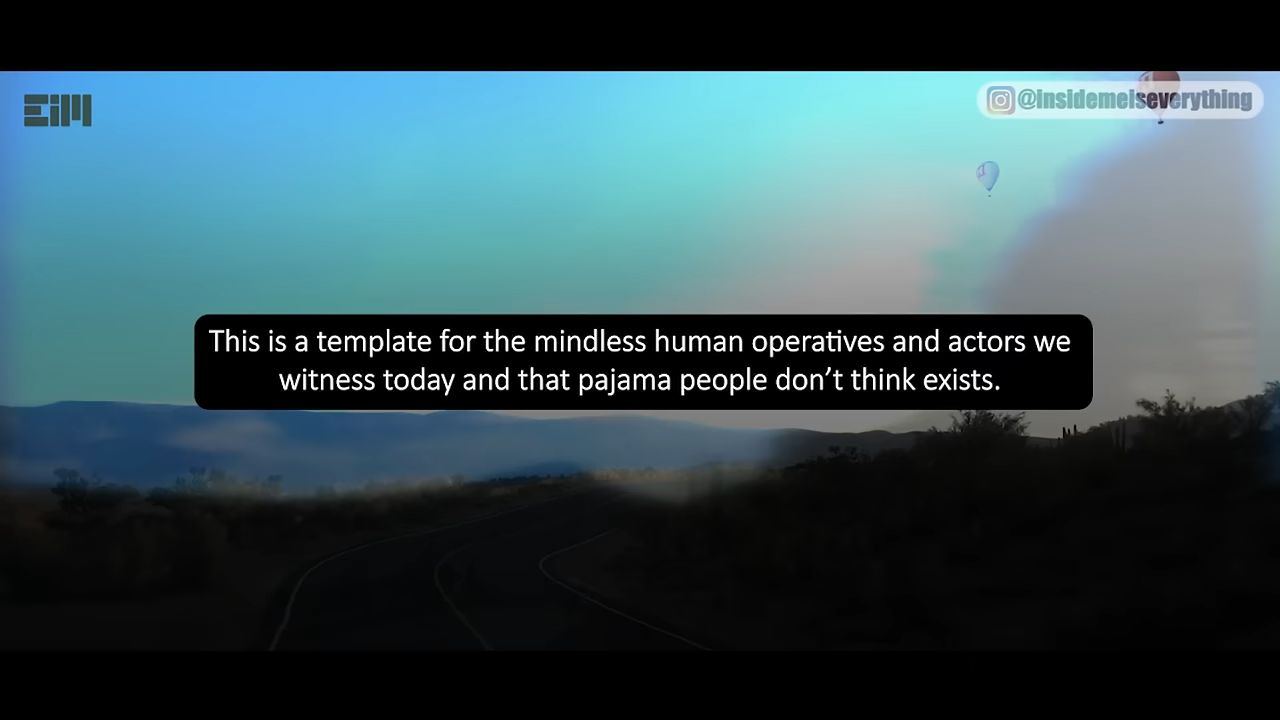 EiM
@insidemeiseverything
This is a template for the mindless human operatives and actors we
witness today and that pajama people don’t think exists.